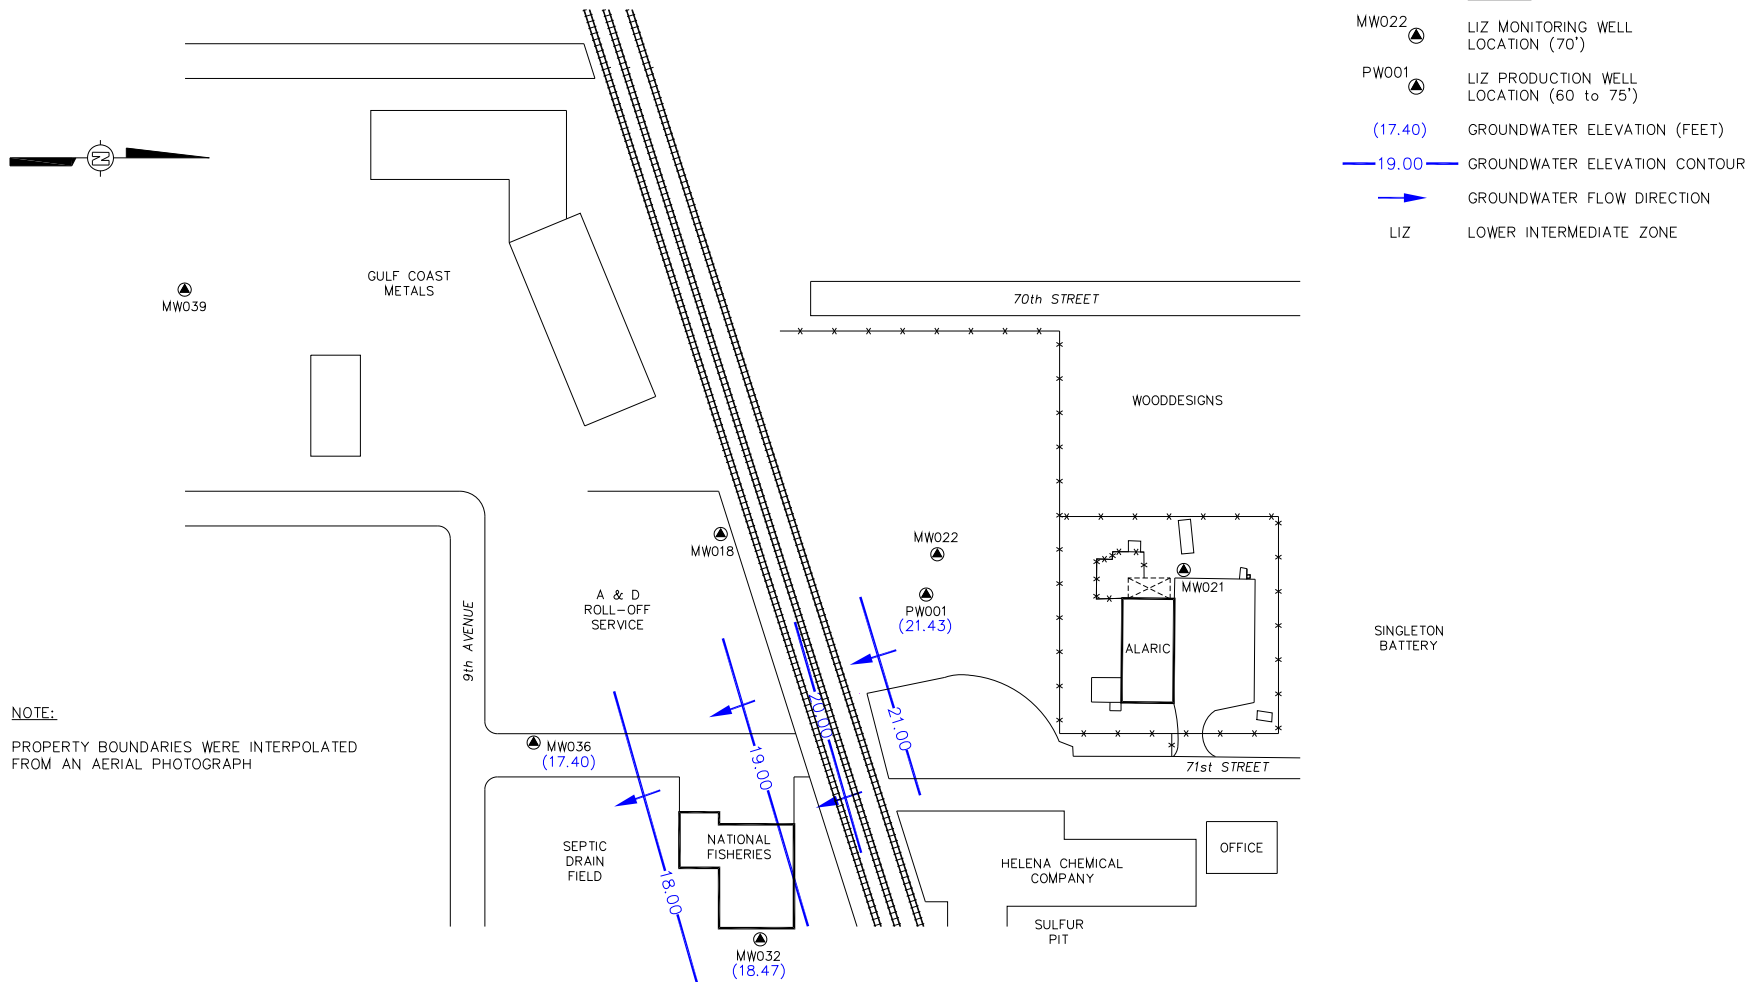 MW022
LIZ MONITORING WELL
LOCATION (70')
PW001
LIZ PRODUCTION WELL
LOCATION (60 to 75')
(17.40)
GROUNDWATER ELEVATION (FEET)
19.00
GROUNDWATER ELEVATION CONTOUR
GROUNDWATER FLOW DIRECTION
LIZ
LOWER INTERMEDIATE ZONE
N
GULF COAST
METALS
MW039
70th STREET
WOODDESIGNS
MW018
MW022
PW001
(21.43)
MW021
A & D
ROLL-OFF
SERVICE
9th AVENUE
ALARIC
SINGLETON
BATTERY
20.00
21.00
19.00
18.00
NOTE:
PROPERTY BOUNDARIES WERE INTERPOLATED
FROM AN AERIAL PHOTOGRAPH
MW036
(17.40)
71st STREET
SEPTIC
DRAIN
FIELD
NATIONAL
FISHERIES
HELENA CHEMICAL
COMPANY
OFFICE
SULFUR
PIT
MW032
(18.47)